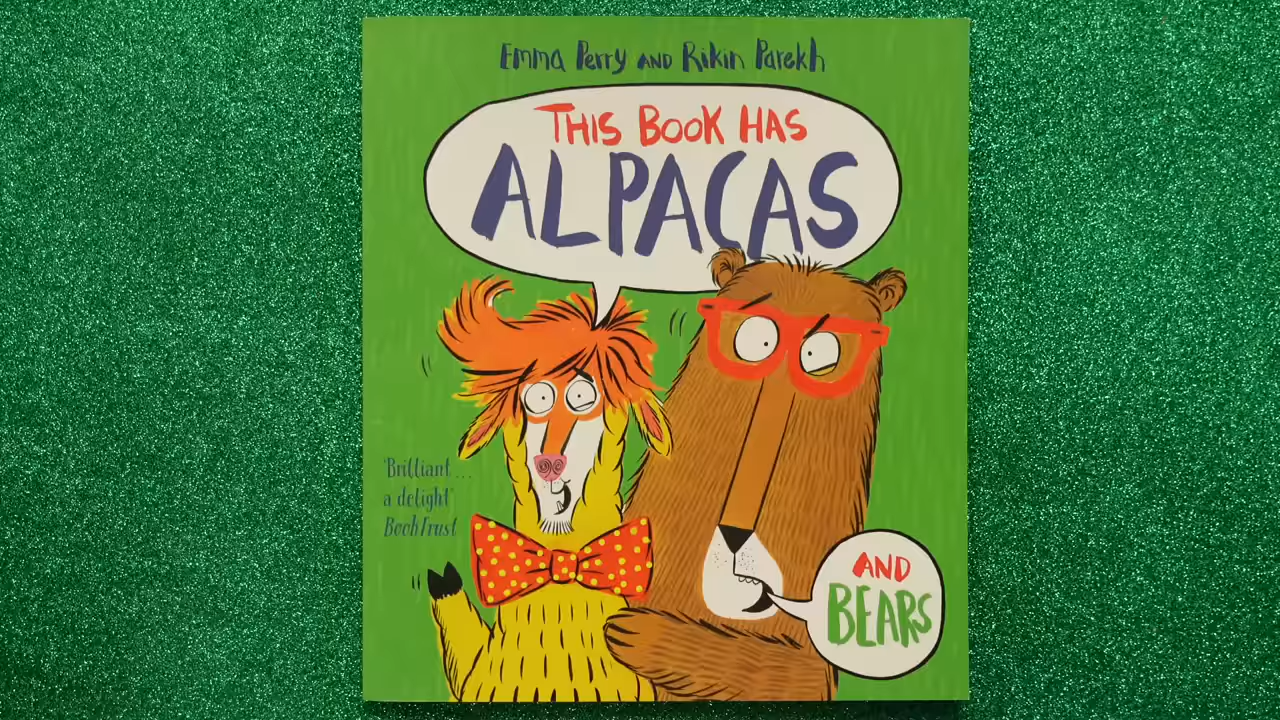 Emma Perry AND Rikin Parekh
THIS BOOK HAS
ALPACAS
'Brilliant...
a delight'
BookTrust
AND
BEARS